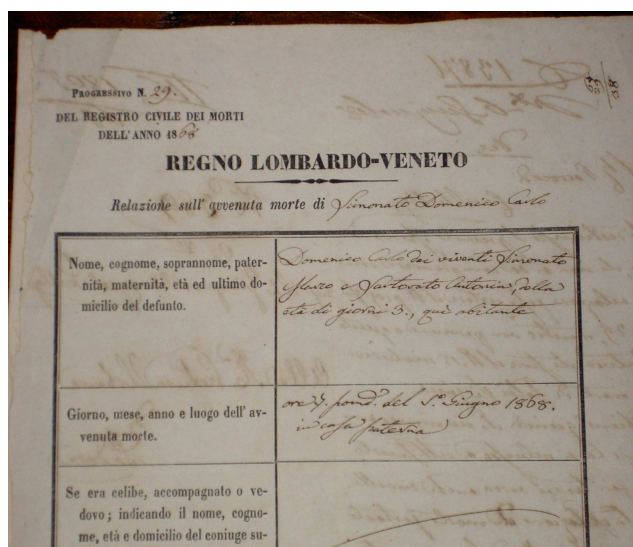 PROGRESSIVO N. 29.
DEL REGISTRO CIVILE DEI MORTI
DELL'ANNO 1868
REGNO LOMBARDO-VENETO
Relazione sull'avvenuta morte di Simonato Domenico Carlo
Nome, cognome, soprannome, pater-
nità, maternità, età ed ultimo do-
micilio del defunto.
Domenico Carlo dei viventi Simonato
e Sartorato Antonia, della
età di giorni 3., qui abitante
Giorno, mese, anno e luogo dell'av-
venuta morte.
ore 7. pomd. del 1.º Giugno 1868.
in casa paterna
Se era celibe, accompagnato o ve-
dovo; indicando il nome, cogno-
me, età e domicilio del coniuge su-